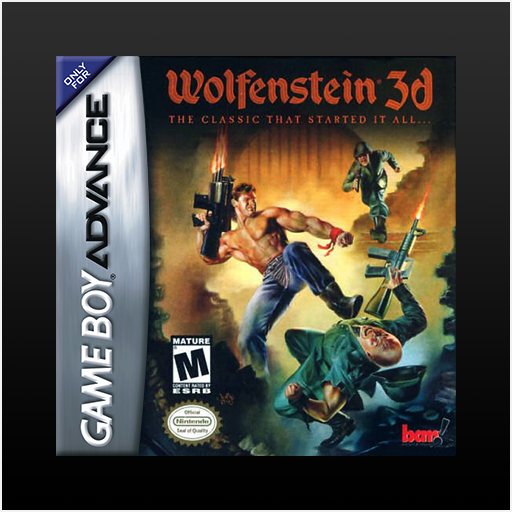 ONLY
FOR
GAME BOY ADVANCE
Wolfenstein 3d
THE CLASSIC THAT STARTED IT ALL...
MATURE
M
CONTENT RATED BY
ESRB
Official
Nintendo
Seal of Quality
bam!